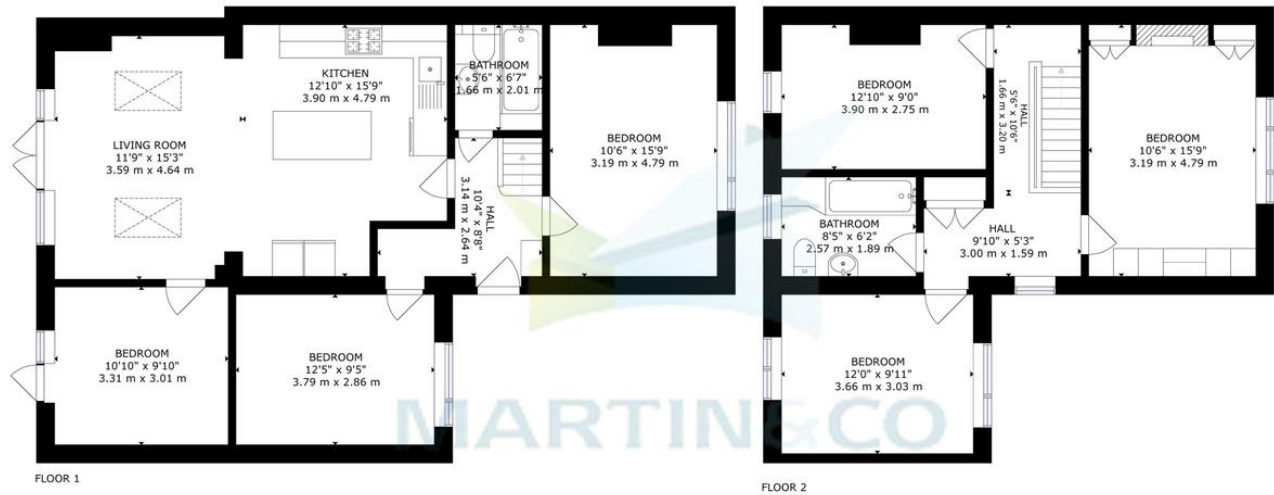 LIVING ROOM
11'9" x 15'3"
3.59 m x 4.64 m
KITCHEN
12'10" x 15'9"
3.90 m x 4.79 m
BATHROOM
5'6" x 6'7"
1.66 m x 2.01 m
HALL
10'4" x 8'8"
3.14 m x 2.64 m
BEDROOM
10'6" x 15'9"
3.19 m x 4.79 m
BEDROOM
10'10" x 9'10"
3.31 m x 3.01 m
BEDROOM
12'5" x 9'5"
3.79 m x 2.86 m
FLOOR 1
BEDROOM
12'10" x 9'0"
3.90 m x 2.75 m
HALL
5'6" x 10'6"
1.66 m x 3.20 m
BEDROOM
10'6" x 15'9"
3.19 m x 4.79 m
BATHROOM
8'5" x 6'2"
2.57 m x 1.89 m
HALL
9'10" x 5'3"
3.00 m x 1.59 m
BEDROOM
12'0" x 9'11"
3.66 m x 3.03 m
FLOOR 2
MARTIN&CO